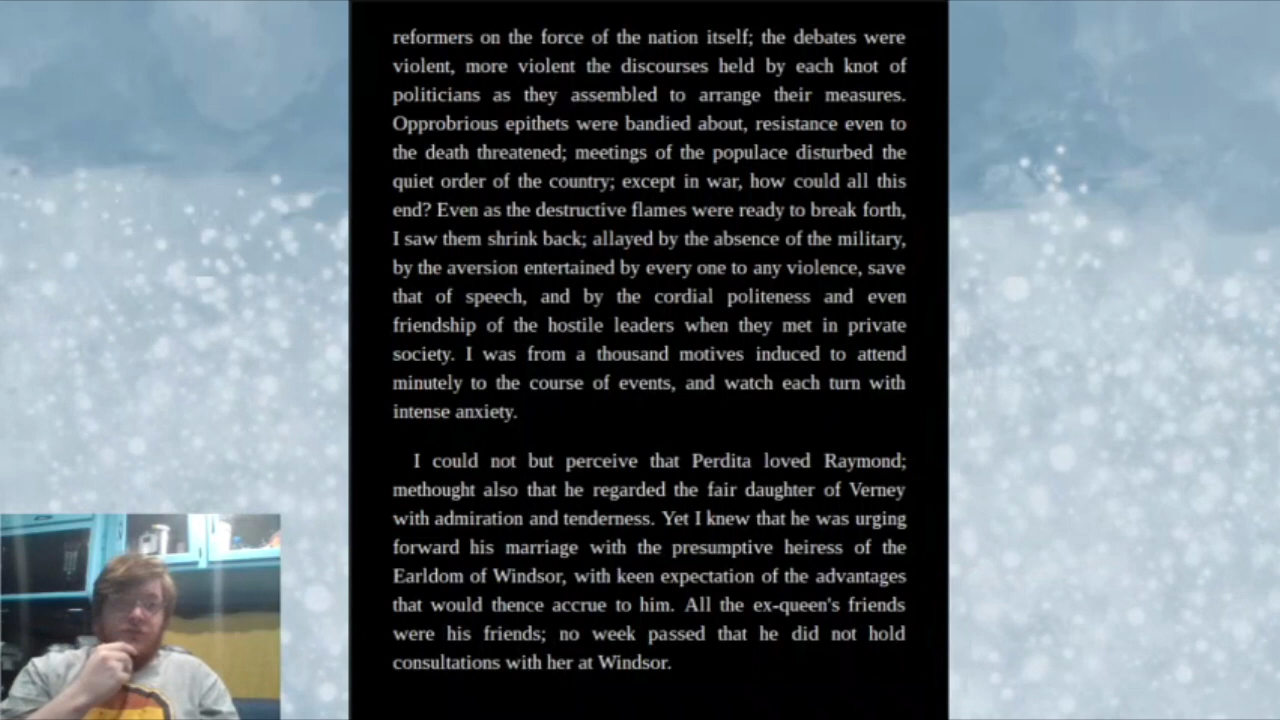 reformers on the force of the nation itself; the debates were
violent, more violent the discourses held by each knot of
politicians as they assembled to arrange their measures.
Opprobrious epithets were bandied about, resistance even to
the death threatened; meetings of the populace disturbed the
quiet order of the country; except in war, how could all this
end? Even as the destructive flames were ready to break forth,
I saw them shrink back; allayed by the absence of the military,
by the aversion entertained by every one to any violence, save
that of speech, and by the cordial politeness and even
friendship of the hostile leaders when they met in private
society. I was from a thousand motives induced to attend
minutely to the course of events, and watch each turn with
intense anxiety.
I could not but perceive that Perdita loved Raymond;
methought also that he regarded the fair daughter of Verney
with admiration and tenderness. Yet I knew that he was urging
forward his marriage with the presumptive heiress of the
Earldom of Windsor, with keen expectation of the advantages
that would thence accrue to him. All the ex-queen's friends
were his friends; no week passed that he did not hold
consultations with her at Windsor.